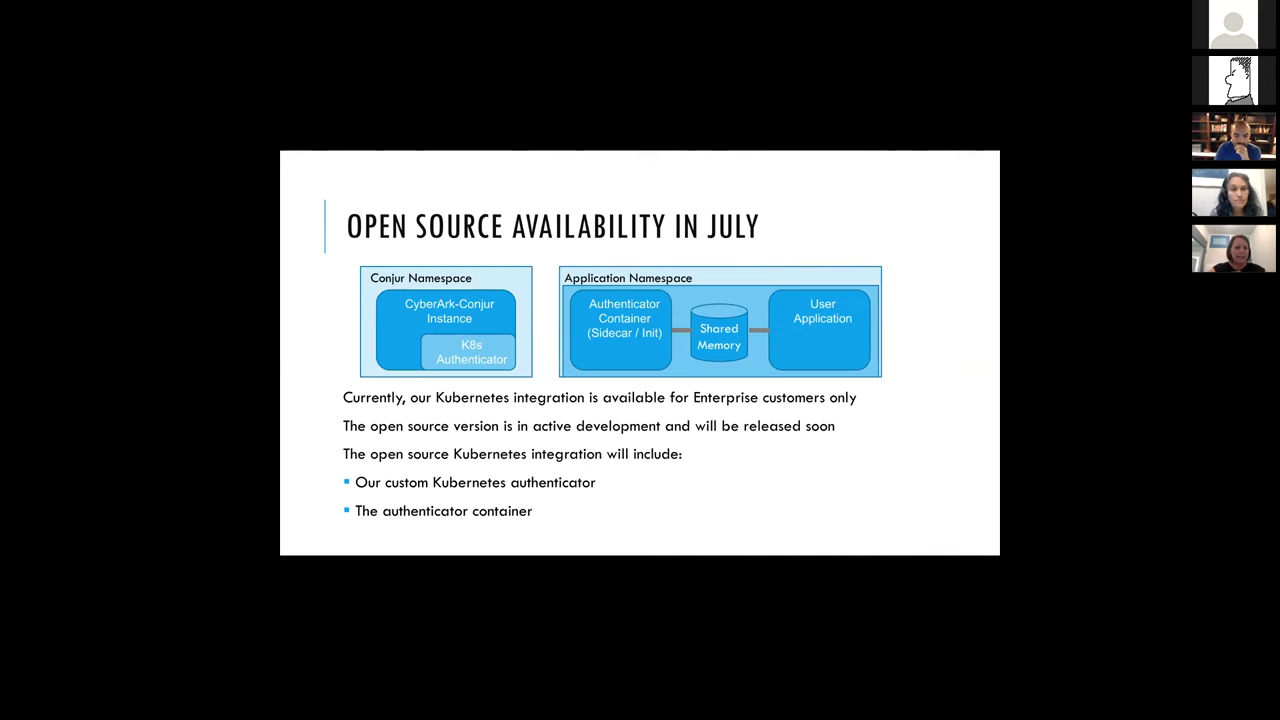 OPEN SOURCE AVAILABILITY IN JULY
Conjur Namespace
CyberArk-Conjur
Instance
K8s
Authenticator
Application Namespace
Authenticator
Container
(Sidecar / Init)
Shared
Memory
User
Application
Currently, our Kubernetes integration is available for Enterprise customers only
The open source version is in active development and will be released soon
The open source Kubernetes integration will include:
▪ Our custom Kubernetes authenticator
▪ The authenticator container